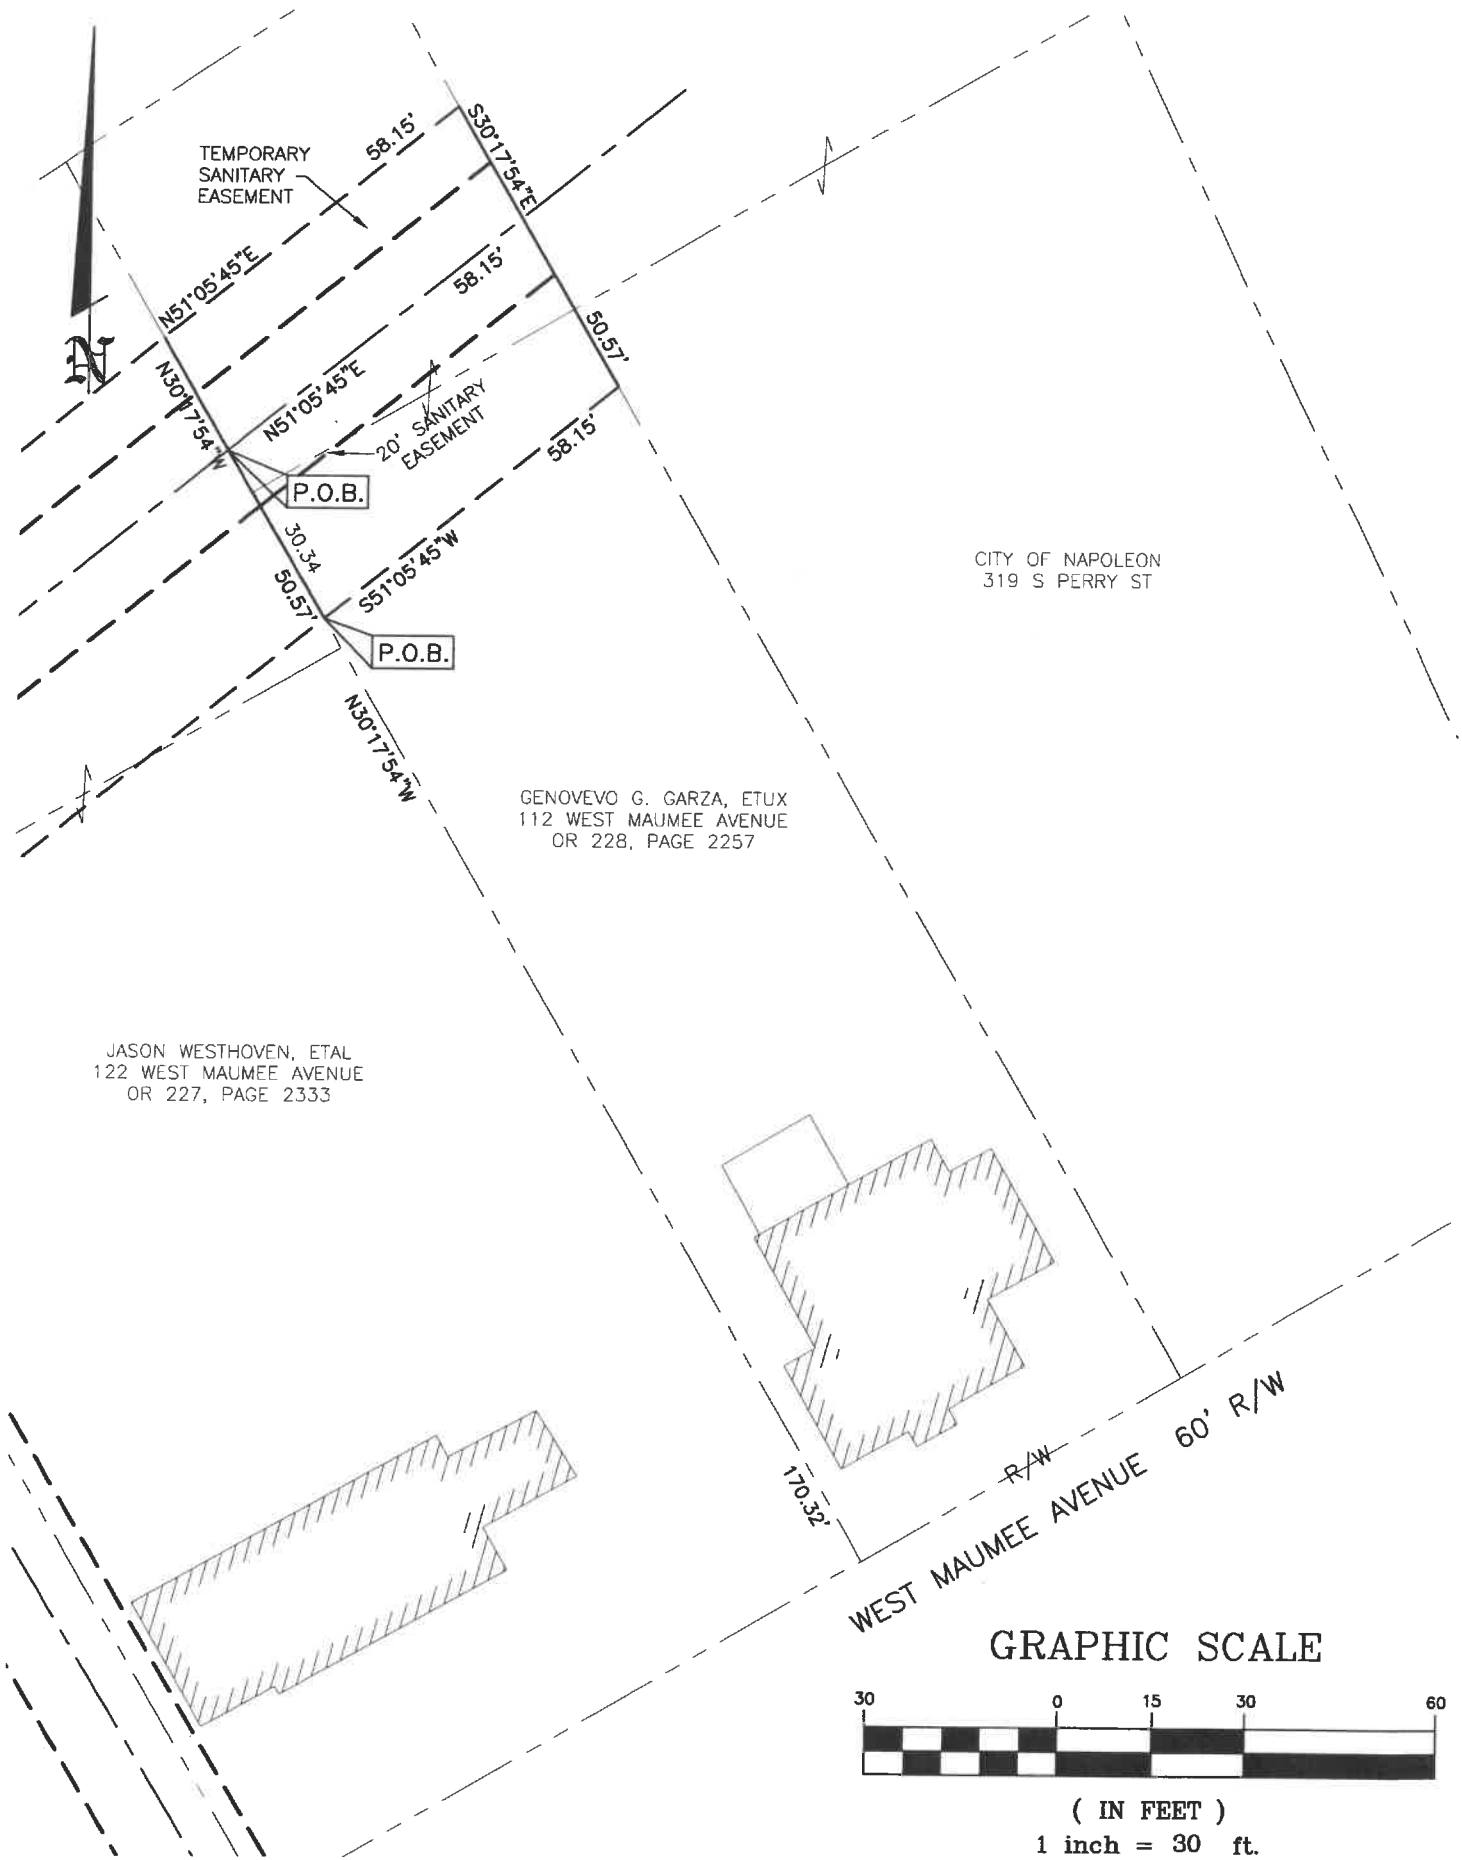 58.15'
S30°17'54"E
TEMPORARY
SANITARY
EASEMENT
N51°05'45"E
58.15'
N
N30°17'54"W
N51°05'45"E
50.57'
20' SANITARY
EASEMENT
58.15'
P.O.B.
30.34
50.57'
S51°05'45"W
P.O.B.
CITY OF NAPOLEON
319 S PERRY ST
N30°17'54"W
GENOVEVO G. GARZA, ETUX
112 WEST MAUMEE AVENUE
OR 228, PAGE 2257
JASON WESTHOVEN, ETAL
122 WEST MAUMEE AVENUE
OR 227, PAGE 2333
170.32'
R/W
WEST MAUMEE AVENUE 60' R/W
GRAPHIC SCALE
30 0 15 30 60
( IN FEET )
1 inch = 30 ft.